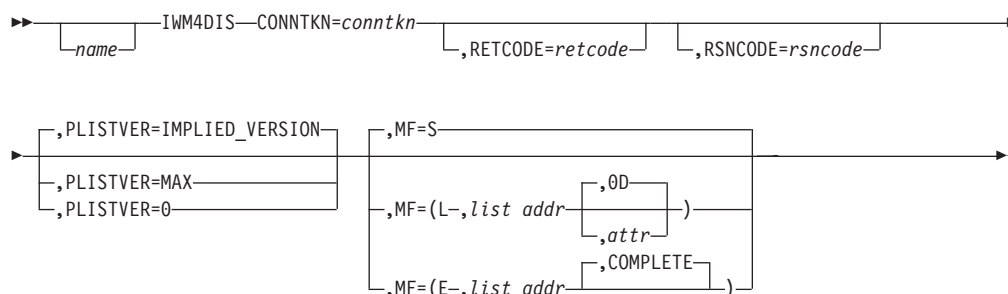 IWM4DIS CONNTKN=conntkn
name ,RETCODE=retcode ,RSNCODE=rsncode
,PLISTVER=IMPLIED_VERSION ,MF=S
,PLISTVER=MAX ,0D
,PLISTVER=0 ,MF=(L ,list addr )
,attr
,COMPLETE
,MF=(E ,list addr )